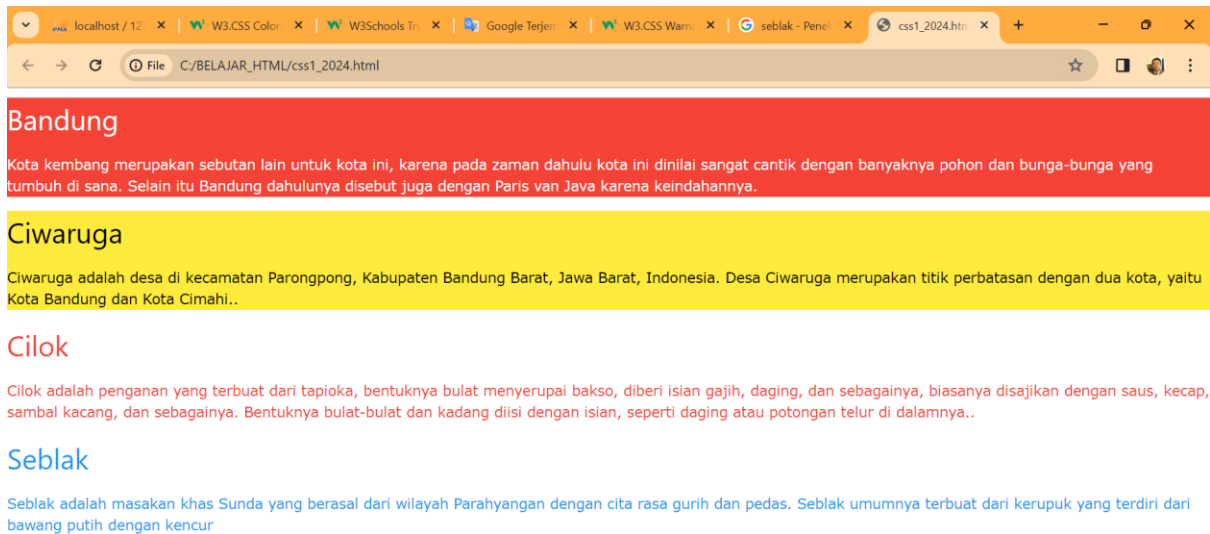 localhost / 12
W3.CSS Color
W3Schools Try
Google Terjem
W3.CSS Warn
seblak - Penel
css1_2024.htm
File C:/BELAJAR_HTML/css1_2024.html
Bandung
Kota kembang merupakan sebutan lain untuk kota ini, karena pada zaman dahulu kota ini dinilai sangat cantik dengan banyaknya pohon dan bunga-bunga yang
tumbuh di sana. Selain itu Bandung dahulunya disebut juga dengan Paris van Java karena keindahannya.
Ciwaruga
Ciwaruga adalah desa di kecamatan Parongpong, Kabupaten Bandung Barat, Jawa Barat, Indonesia. Desa Ciwaruga merupakan titik perbatasan dengan dua kota, yaitu
Kota Bandung dan Kota Cimahi..
Cilok
Cilok adalah penganan yang terbuat dari tapioka, bentuknya bulat menyerupai bakso, diberi isian gajih, daging, dan sebagainya, biasanya disajikan dengan saus, kecap,
sambal kacang, dan sebagainya. Bentuknya bulat-bulat dan kadang diisi dengan isian, seperti daging atau potongan telur di dalamnya..
Seblak
Seblak adalah masakan khas Sunda yang berasal dari wilayah Parahyangan dengan cita rasa gurih dan pedas. Seblak umumnya terbuat dari kerupuk yang terdiri dari
bawang putih dengan kencur